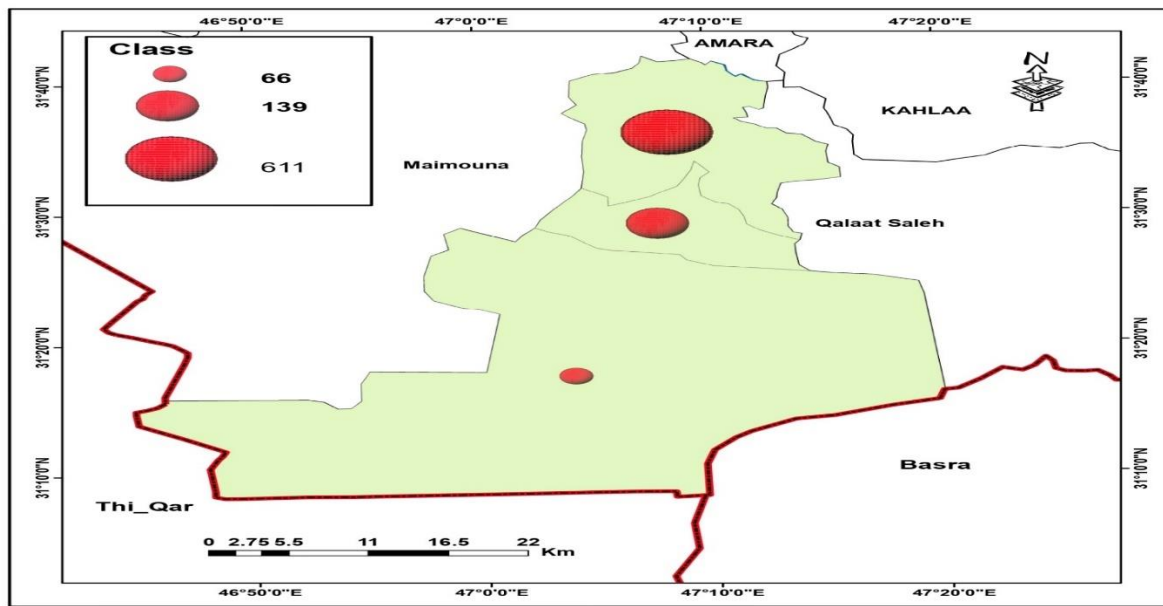 46°50'0"E 47°0'0"E 47°10'0"E 47°20'0"E
Class
66
139
611
AMARA
N
KAHLAA
Maimouna
Qalaat Saleh
Basra
Thi_Qar
0 2.75 5.5 11 16.5 22
Km
31°40'0"N
31°30'0"N
31°20'0"N
31°10'0"N
31°40'0"N
31°30'0"N
31°20'0"N
31°10'0"N
46°50'0"E 47°0'0"E 47°10'0"E 47°20'0"E